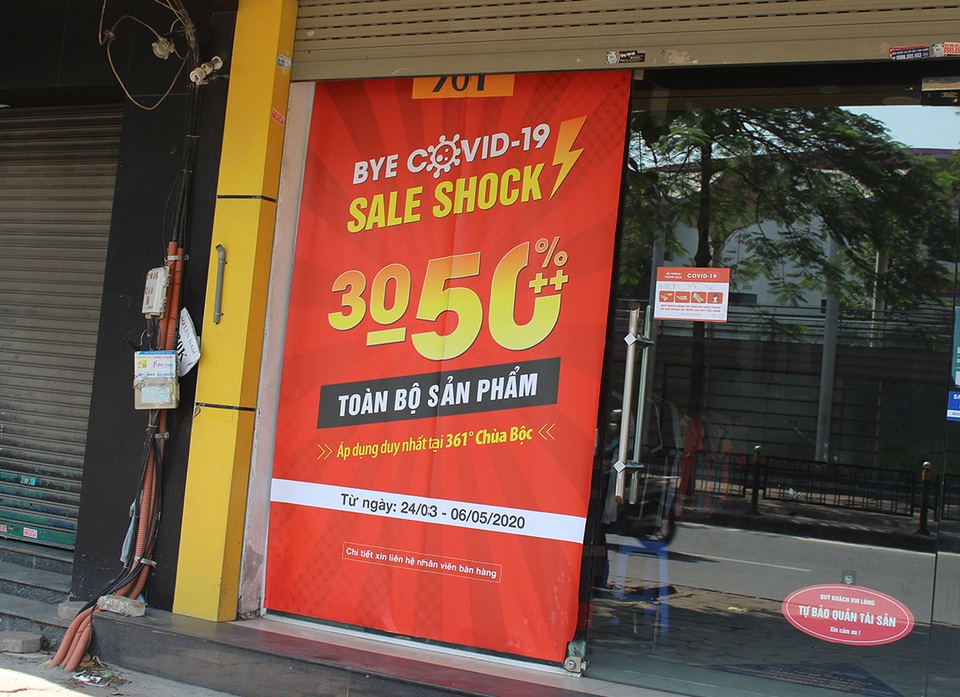 BYE COVID-19
SALE SHOCK
30-50%++
TOÀN BỘ SẢN PHẨM
Áp dụng duy nhất tại 361° Chùa Bộc
Từ ngày: 24/03 - 06/05/2020
Chi tiết xin liên hệ nhân viên bán hàng
COVID-19
QUÝ KHÁCH VUI LÒNG
TỰ BẢO QUẢN TÀI SẢN
Xin cảm ơn !